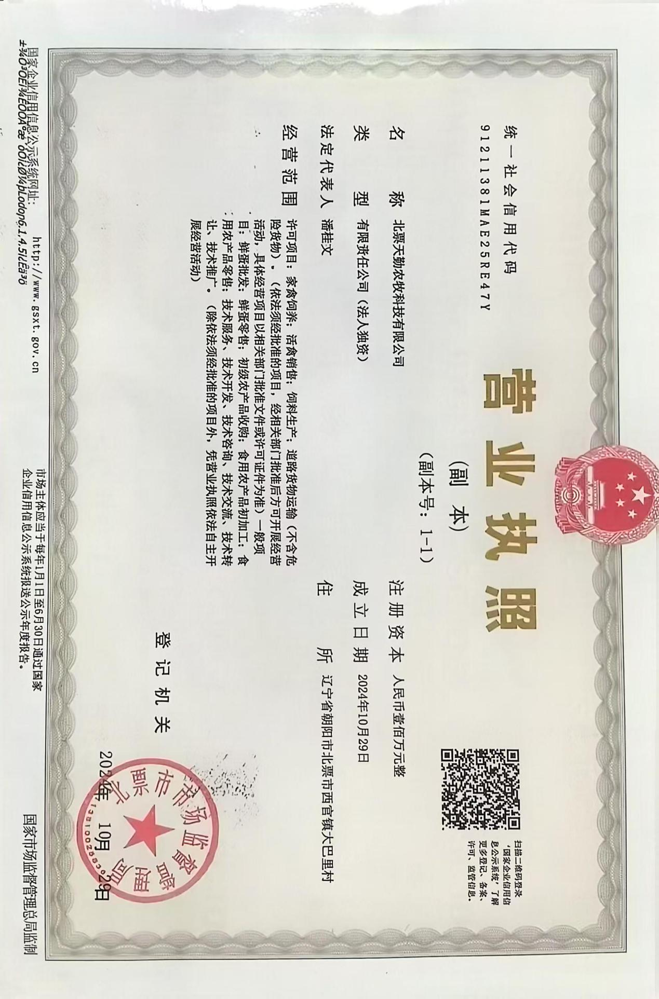 营业执照
(副 本)
(副本号：1-1)
统一社会信用代码
91211381MAE25RE47Y
扫描二维码登录
‘国家企业信用信
息公示系统’了解
更多登记、备案、
许可、监管信息。
名 称 北票天勤农牧科技有限公司
类 型 有限责任公司（法人独资）
法定代表人 潘桂文
经营范围 许可项目：家禽饲养；活禽销售；饲料生产；道路货物运输（不含危
险货物）。（依法须经批准的项目，经相关部门批准后方可开展经营
活动，具体经营项目以相关部门批准文件或许可证件为准）一般项
目：鲜蛋批发；鲜蛋零售；初级农产品收购；食用农产品初加工；食
用农产品零售；技术服务、技术开发、技术咨询、技术交流、技术转
让、技术推广。（除依法须经批准的项目外，凭营业执照依法自主开
展经营活动）
注册资本 人民币壹佰万元整
成立日期 2024年10月29日
住 所 辽宁省朝阳市北票市西官镇大巴里村
登记机关
北票市市场监督管理局
2024年 10月 29日
国家企业信用信息公示系统网址： http://www.gsxt.gov.cn
市场主体应当于每年1月1日至6月30日通过国家
企业信用信息公示系统报送公示年度报告。
国家市场监督管理总局监制